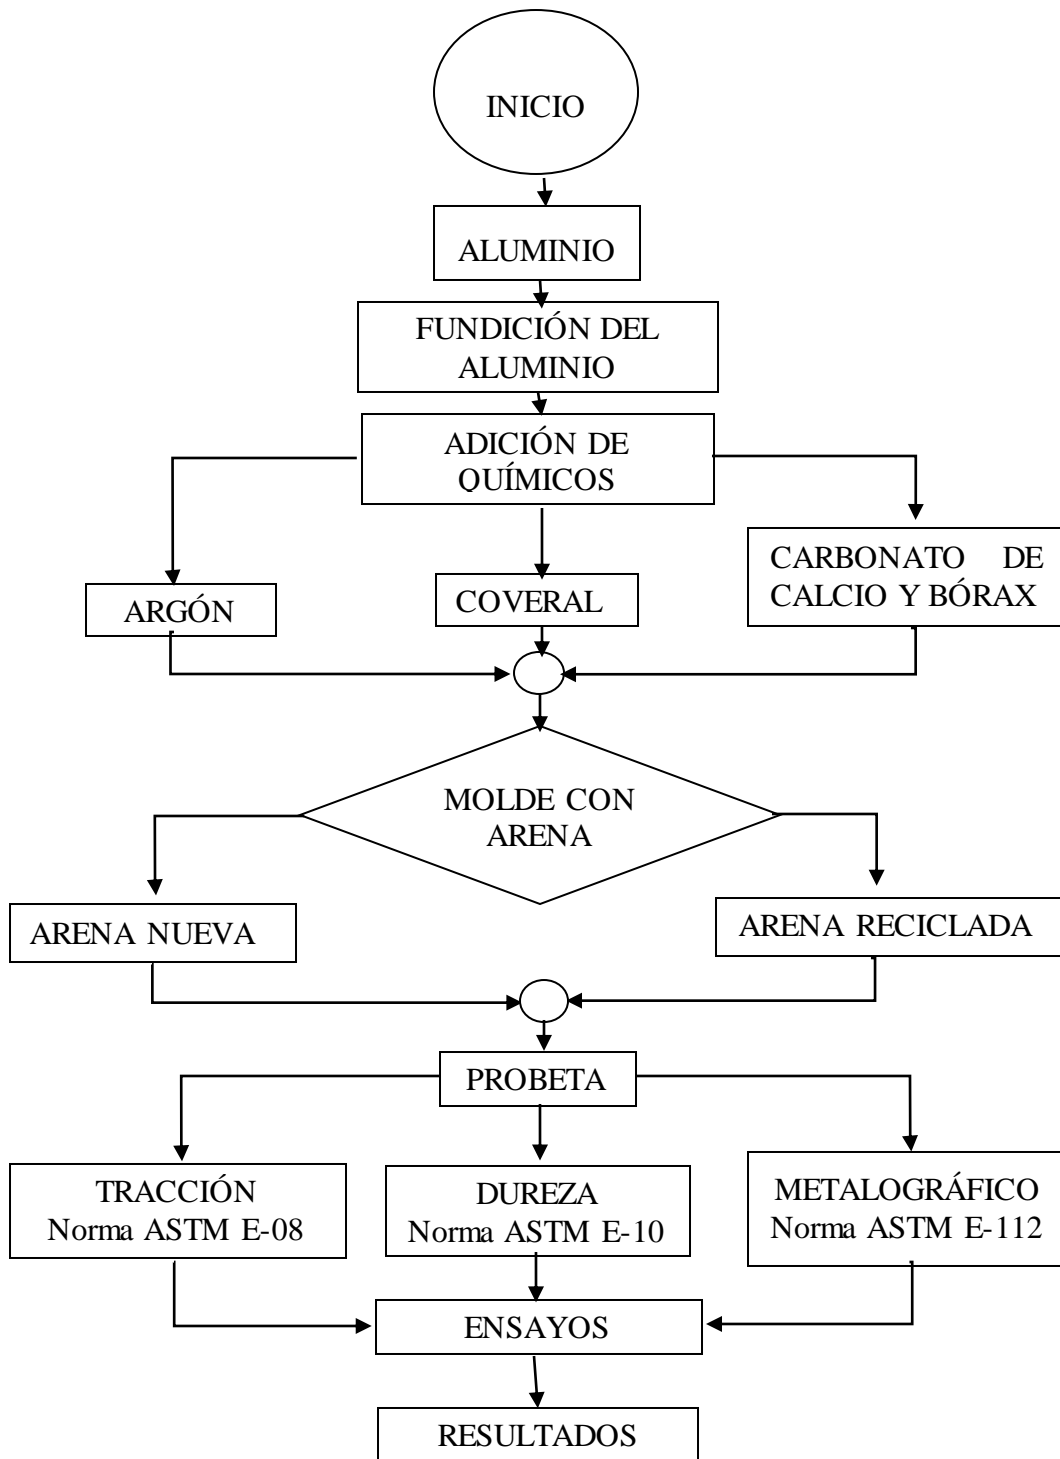 INICIO
ALUMINIO
FUNDICIÓN DEL
ALUMINIO
ADICIÓN DE
QUÍMICOS
ARGÓN
COVERAL
CARBONATO DE
CALCIO Y BÓRAX
MOLDE CON
ARENA
ARENA NUEVA
ARENA RECICLADA
PROBETA
TRACCIÓN
Norma ASTM E-08
DUREZA
Norma ASTM E-10
METALOGRÁFICO
Norma ASTM E-112
ENSAYOS
RESULTADOS